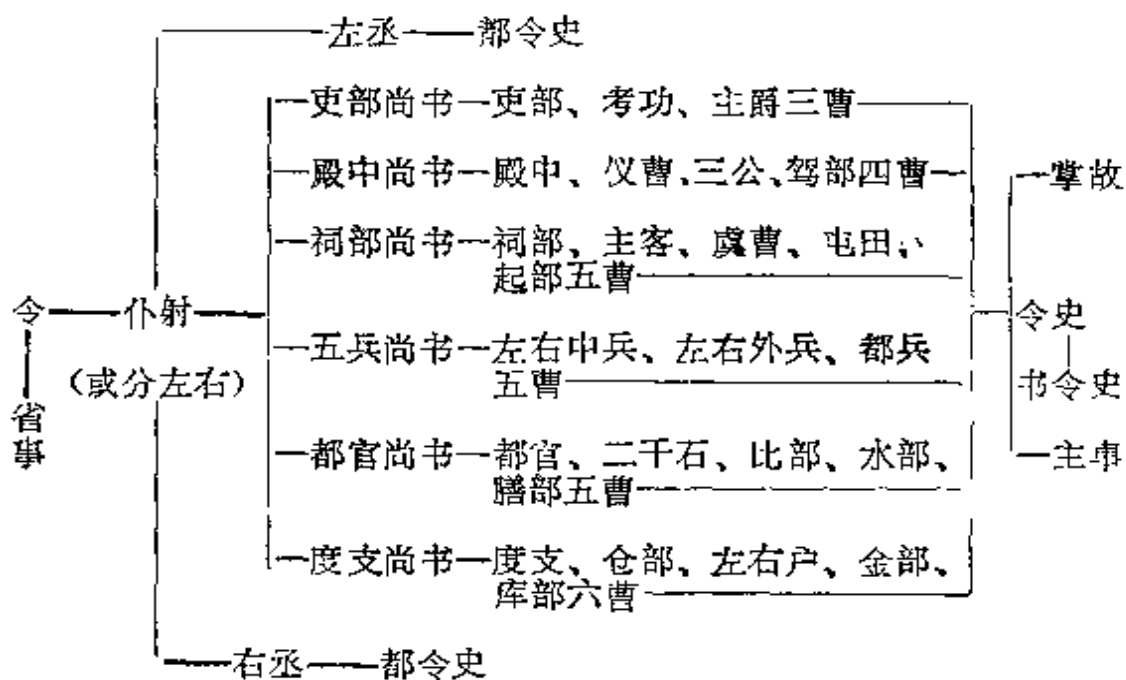 左丞——都令史
吏部尚书—吏部、考功、主爵三曹
殿中尚书—殿中、仪曹、三公、驾部四曹
掌故
祠部尚书—祠部、主客、虞曹、屯田、
起部五曹
令——仆射
令史
五兵尚书—左右中兵、左右外兵、都兵
五曹
(或分左右)
书令史
省事
都官尚书—都官、二千石、比部、水部、
膳部五曹
主事
度支尚书—度支、仓部、左右户、金部、
库部六曹
右丞——都令史